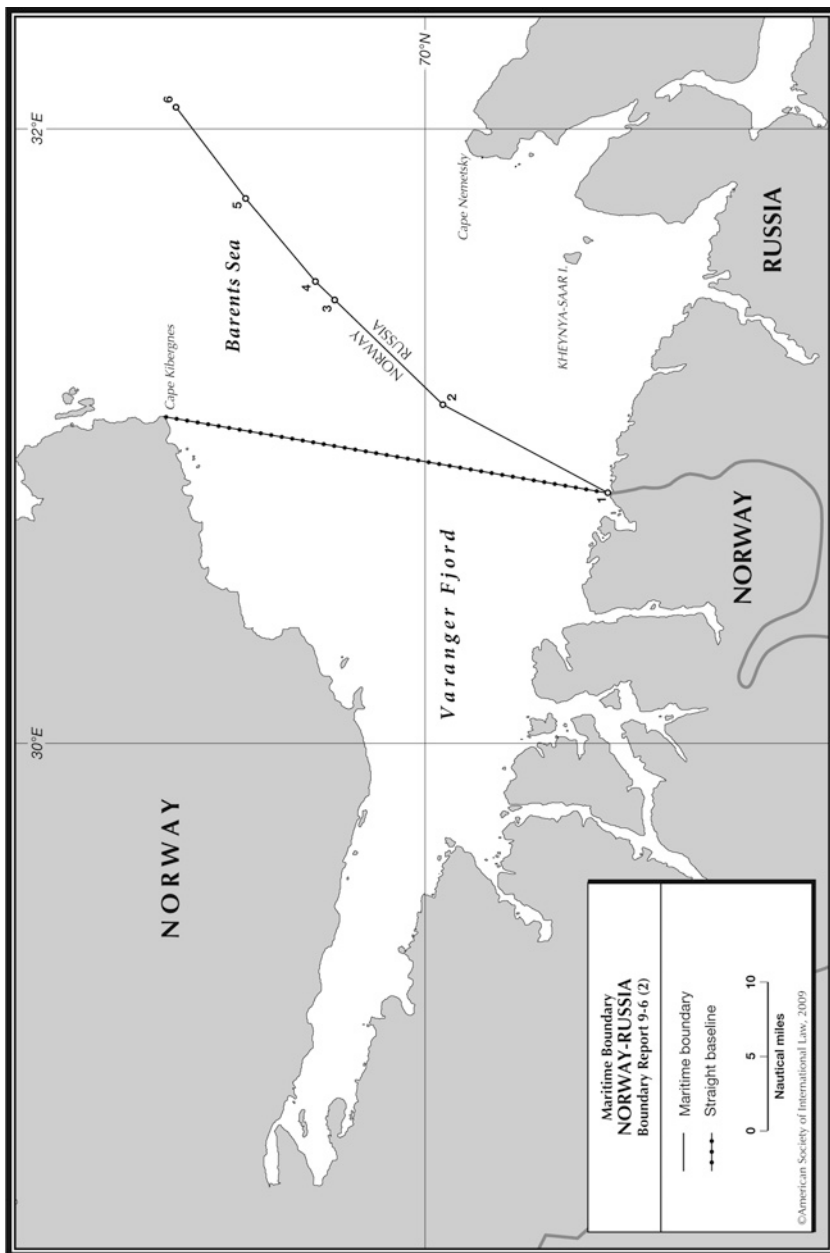 30°E
32°E
NORWAY
Cape Kibergnes
6
Barents Sea
5
4
3
NORWAY
RUSSIA
70°N
Varanger Fjord
2
Cape Nemetsky
KHEYNYA-SAAR I.
1
NORWAY
RUSSIA
Maritime Boundary
NORWAY-RUSSIA
Boundary Report 9-6 (2)
Maritime boundary
Straight baseline
0 5 10
Nautical miles
©American Society of International Law, 2009